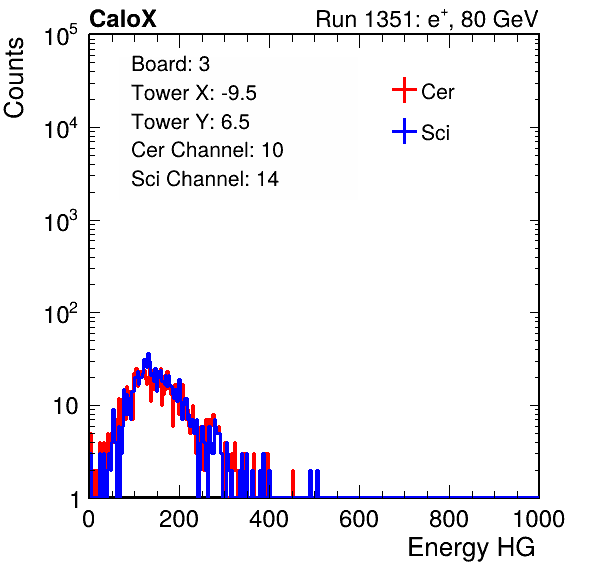 CaloX Run 1351: e⁺, 80 GeV
Counts
10⁵
10⁴
10³
10²
10
1
Board: 3
Tower X: -9.5
Tower Y: 6.5
Cer Channel: 10
Sci Channel: 14
Cer
Sci
0 200 400 600 800 1000
Energy HG